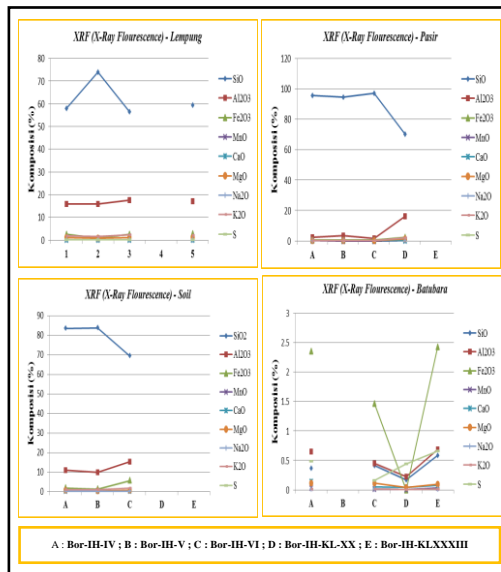 XRF (X-Ray Flourescence) - Lempung
Komposisi (%)
80
70
60
50
40
30
20
10
0
1 2 3 4 5
SiO
Al2O3
Fe2O3
MnO
CaO
MgO
Na2O
K2O
S
XRF (X-Ray Flourescence) - Pasir
Komposisi (%)
120
100
80
60
40
20
0
A B C D E
SiO
Al2O3
Fe2O3
MnO
CaO
MgO
Na2O
K2O
S
XRF (X-Ray Flourescence) - Soil
Komposisi (%)
90
80
70
60
50
40
30
20
10
0
A B C D E
SiO2
Al2O3
Fe2O3
MnO
CaO
MgO
Na2O
K2O
S
XRF (X-Ray Flourescence) - Batubara
Komposisi (%)
3
2.5
2
1.5
1
0.5
0
A B C D E
SiO
Al2O3
Fe2O3
MnO
CaO
MgO
Na2O
K2O
S
A : Bor-IH-IV ; B : Bor-IH-V ; C : Bor-IH-VI ; D : Bor-IH-KL-XX ; E : Bor-IH-KLXXXIII